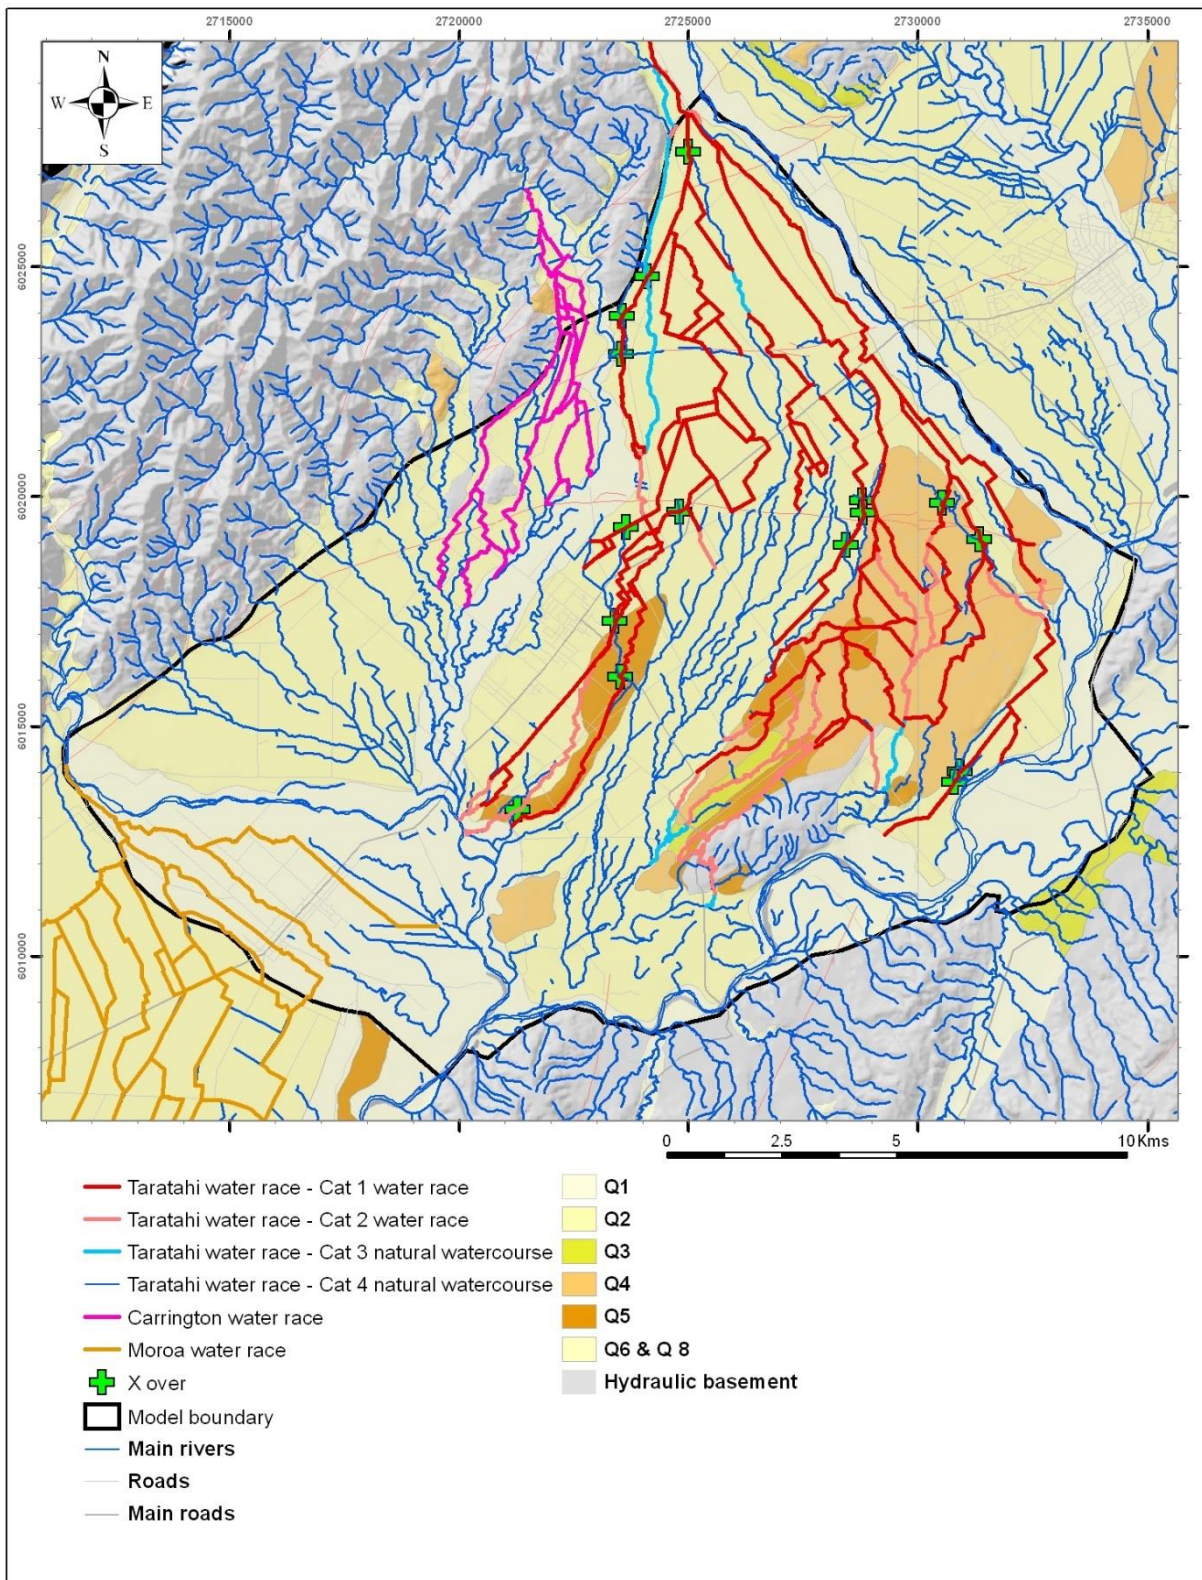 2715000 2720000 2725000 2730000 2735000
N
W E
S
6025000
6020000
6015000
6010000
0 2.5 5 10 Kms
Taratahi water race - Cat 1 water race
Taratahi water race - Cat 2 water race
Taratahi water race - Cat 3 natural watercourse
Taratahi water race - Cat 4 natural watercourse
Carrington water race
Moroa water race
X over
Model boundary
Main rivers
Roads
Main roads
Q1
Q2
Q3
Q4
Q5
Q6 & Q 8
Hydraulic basement